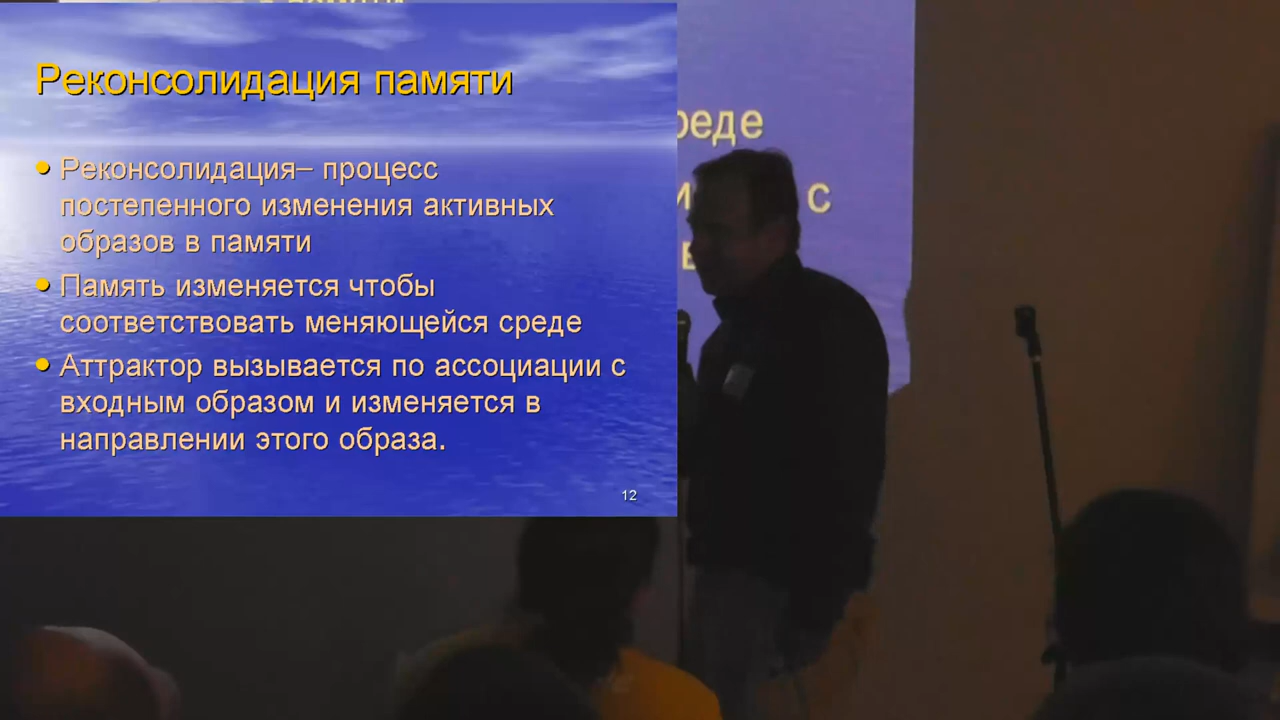 Реконсолидация памяти
Реконсолидация– процесс
постепенного изменения активных
образов в памяти
Память изменяется чтобы
соответствовать меняющейся среде
Аттрактор вызывается по ассоциации с
входным образом и изменяется в
направлении этого образа.
12
реде
с